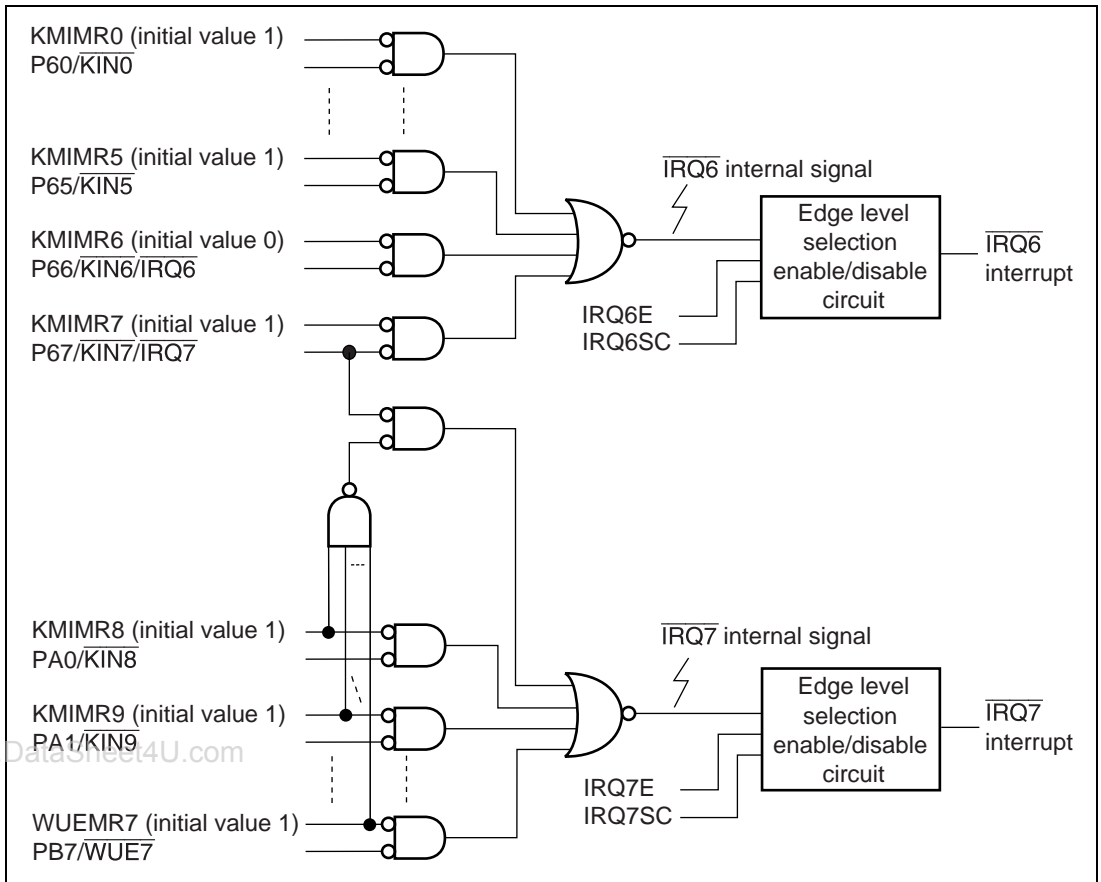 KMIMR0 (initial value 1)
P60/KIN0
KMIMR5 (initial value 1)
P65/KIN5
KMIMR6 (initial value 0)
P66/KIN6/IRQ6
KMIMR7 (initial value 1)
P67/KIN7/IRQ7
IRQ6 internal signal
Edge level
selection
enable/disable
circuit
IRQ6E
IRQ6SC
IRQ6
interrupt
KMIMR8 (initial value 1)
PA0/KIN8
KMIMR9 (initial value 1)
PA1/KIN9
WUEMR7 (initial value 1)
PB7/WUE7
IRQ7 internal signal
Edge level
selection
enable/disable
circuit
IRQ7E
IRQ7SC
IRQ7
interrupt
DataSheet4U.com